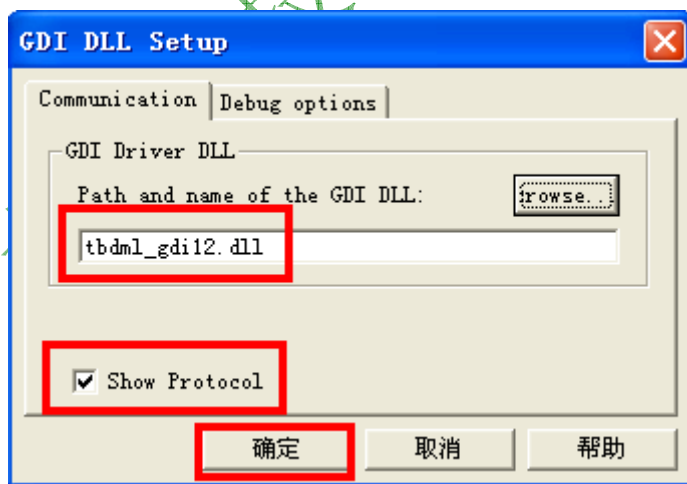 GDI DLL Setup
Communication Debug options
GDI Driver DLL
Path and name of the GDI DLL: rowse..
tbdml_gdi12.dll
Show Protocol
确定 取消 帮助